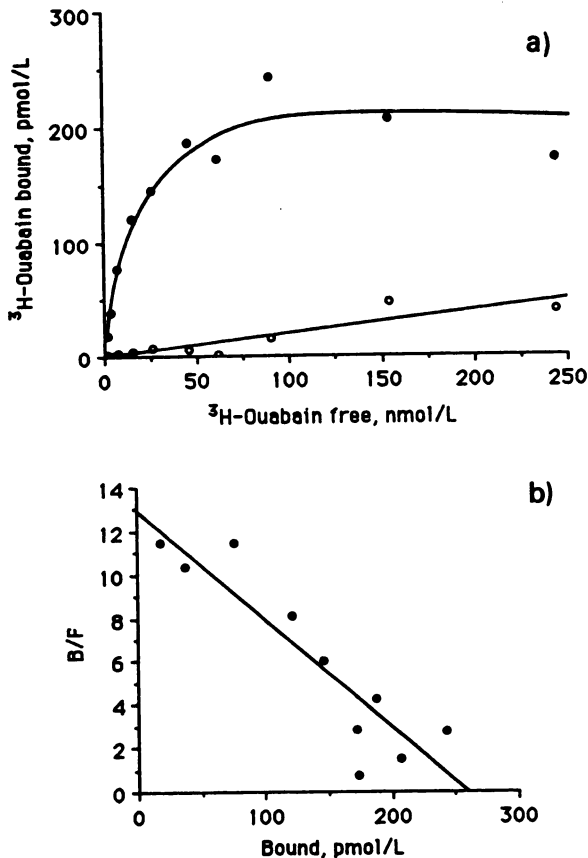 a)
300
200
100
0
³H-Ouabain bound, pmol/L
0 50 100 150 200 250
³H-Ouabain free, nmol/L
b)
14
12
10
8
6
4
2
0
B/F
0 100 200 300
Bound, pmol/L